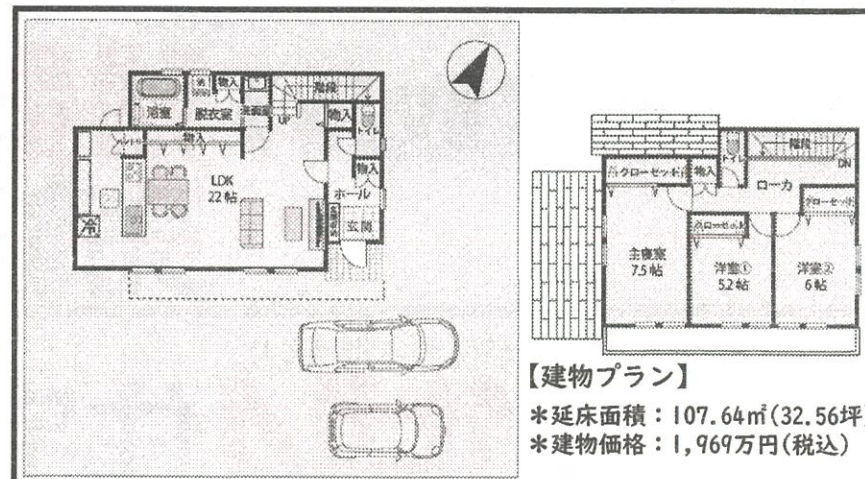 階段
物入
浴室
脱衣室
洗面室
UP
物入
トイレ
物入
物入
LDK
22帖
ホール
冷
玄関
トイレ
階段
DN
クローゼット
物入
ローカ
クローゼット
クローゼット
主寝室
7.5帖
洋室①
5.2帖
洋室②
6帖
【建物プラン】
*延床面積：107.64㎡(32.56坪
*建物価格：1,969万円(税込)